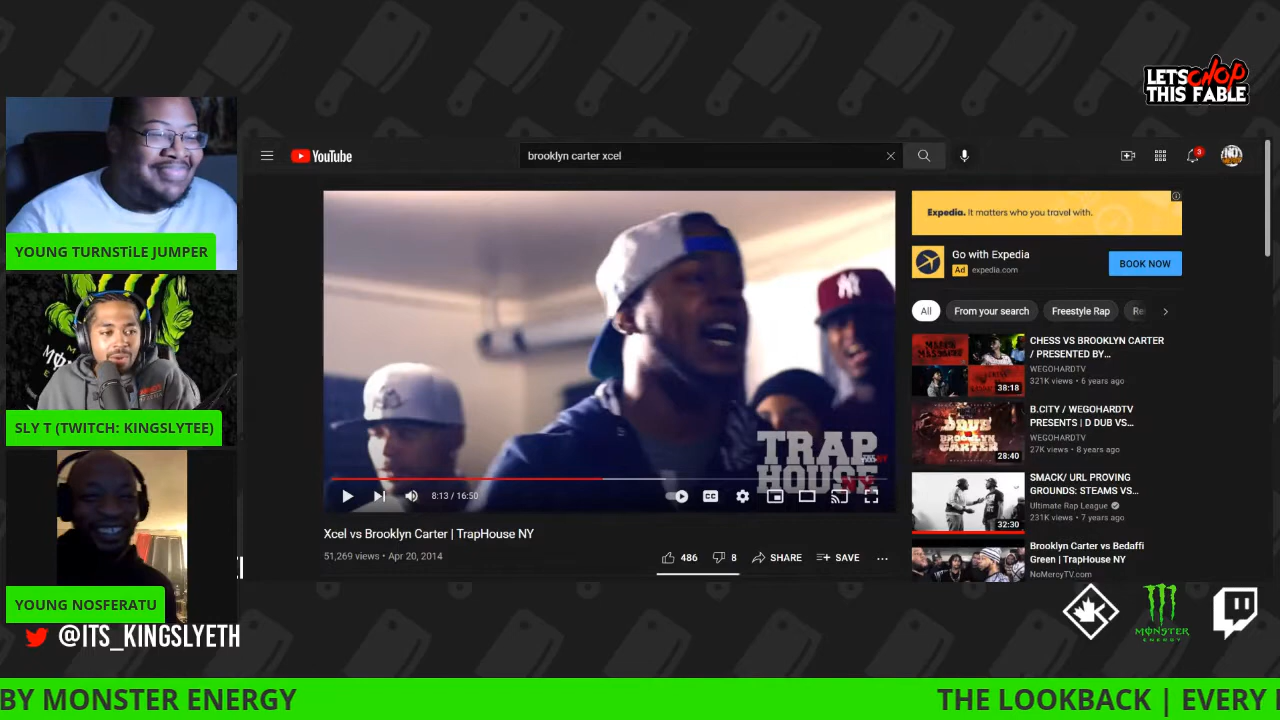 LETS CHOP
THIS FABLE
YouTube
brooklyn carter xcel
3
YOUNG TURNSTiLE JUMPER
SLY T (TWITCH: KINGSLYTEE)
YOUNG NOSFERATU
@ITS_KINGSLYETH
TRAP
HOUSE
8:13 / 16:50
CC
Xcel vs Brooklyn Carter | TrapHouse NY
51,269 views • Apr 20, 2014
486
8
SHARE
SAVE
Expedia. It matters who you travel with.
Go with Expedia
Ad expedia.com
BOOK NOW
All
From your search
Freestyle Rap
Re
CHESS VS BROOKLYN CARTER
/ PRESENTED BY...
WEGOHARDTV
321K views • 6 years ago
38:18
B.CITY / WEGOHARDTV
PRESENTS | D DUB VS...
WEGOHARDTV
27K views • 8 years ago
28:40
SMACK/ URL PROVING
GROUNDS: STEAMS VS...
Ultimate Rap League
231K views • 7 years ago
32:30
Brooklyn Carter vs Bedaffi
Green | TrapHouse NY
NoMercyTV.com
MONSTER
ENERGY
BY MONSTER ENERGY
THE LOOKBACK | EVERY